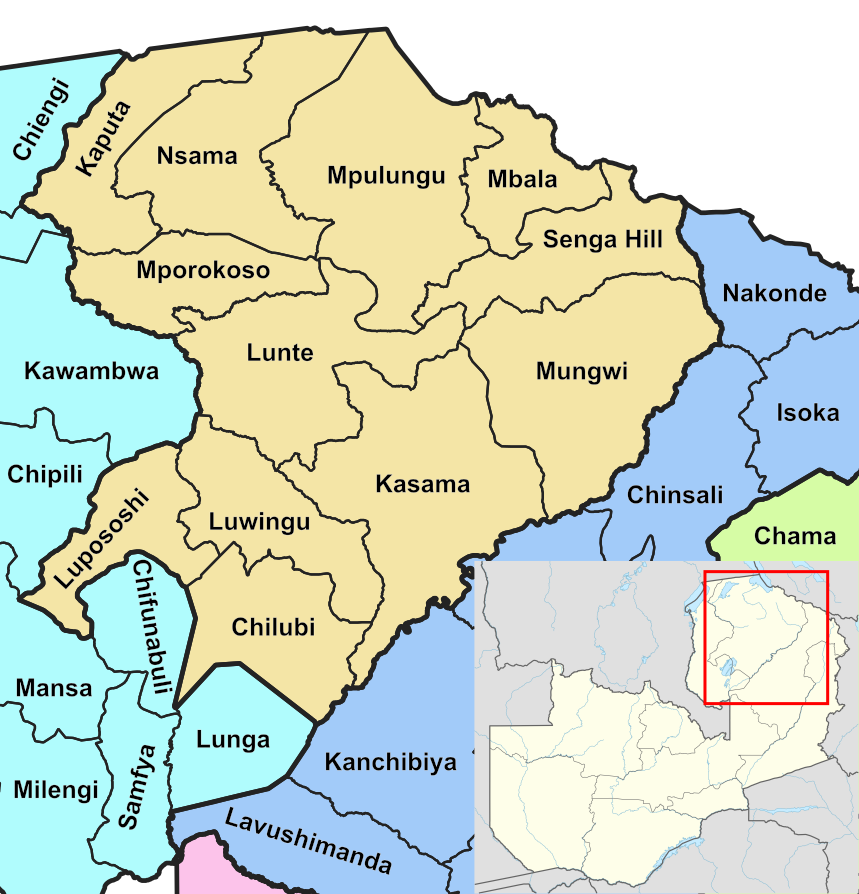 Chiengi
Kaputa
Nsama
Mpulungu
Mbala
Senga Hill
Mporokoso
Nakonde
Lunte
Kawambwa
Mungwi
Isoka
Chipili
Kasama
Chinsali
Luwingu
Lupososhi
Chama
Chifunabuli
Chilubi
Mansa
Lunga
Kanchibiya
Samfya
Milengi
Lavushimanda